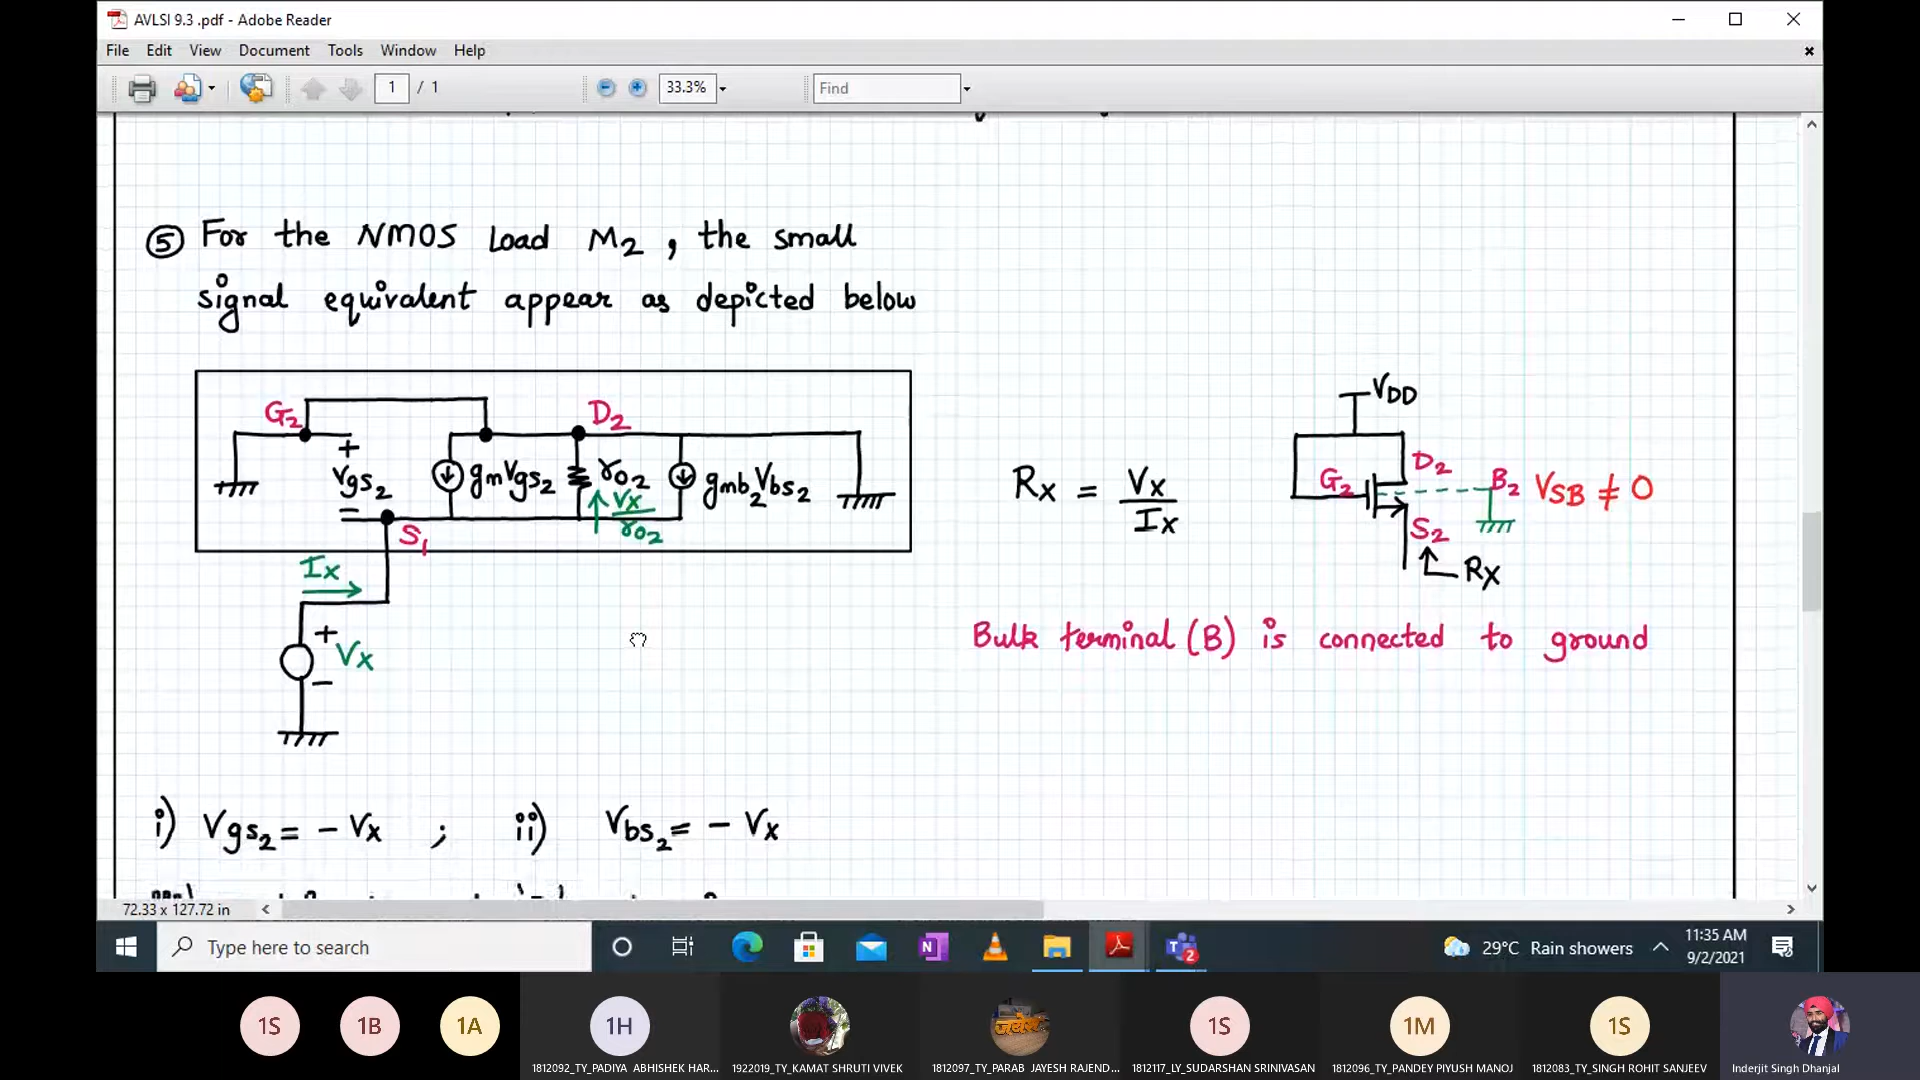 AVLSI 9.3 .pdf - Adobe Reader
File Edit View Document Tools Window Help
1 / 1 33.3% Find
⑤ For the NMOS Load M2, the small
signal equivalent appear as depicted below
G2 D2
+ Vgs2 −
gmVgs2 ro2 gmb2Vbs2
Vx/ro2
S1
Ix
+ Vx −
Rx = Vx/Ix
VDD
G2 D2 B2 VSB ≠ 0
S2
Rx
Bulk terminal (B) is connected to ground
i) Vgs2 = - Vx ; ii) Vbs2 = - Vx
72.33 x 127.72 in
Type here to search
2
29°C Rain showers
11:35 AM
9/2/2021
1S 1B 1A 1H 1S 1M 1S
1812092_TY_PADIYA ABHISHEK HAR...
1922019_TY_KAMAT SHRUTI VIVEK
1812097_TY_PARAB JAYESH RAJEND...
1812117_LY_SUDARSHAN SRINIVASAN
1812096_TY_PANDEY PIYUSH MANOJ
1812083_TY_SINGH ROHIT SANJEEV
Inderjit Singh Dhanjal